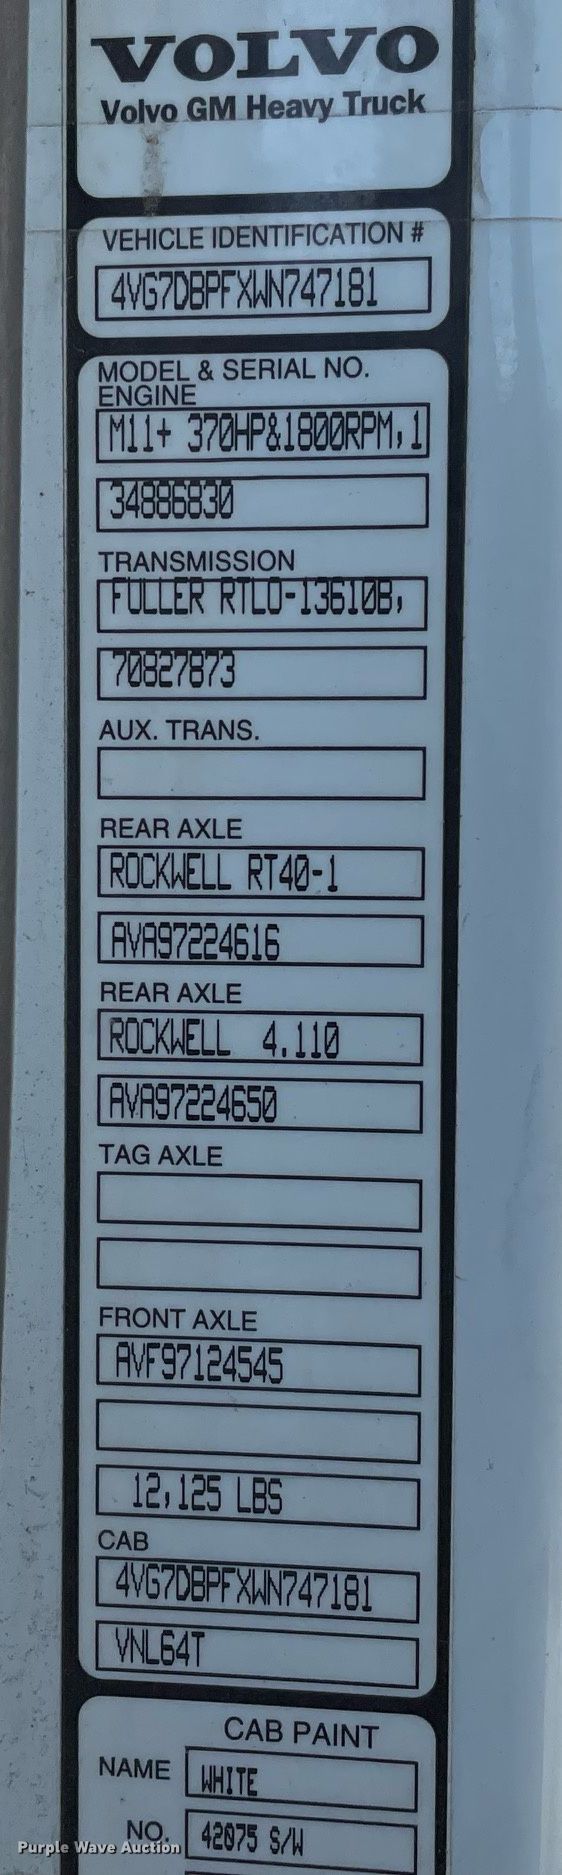 VOLVO
Volvo GM Heavy Truck
VEHICLE IDENTIFICATION #
4VG7DBPFXWN747181
MODEL & SERIAL NO.
ENGINE
M11+ 370HP&1800RPM,1
34886830
TRANSMISSION
FULLER RTLO-13610B,
70827873
AUX. TRANS.
REAR AXLE
ROCKWELL RT40-1
AVA97224616
REAR AXLE
ROCKWELL 4.110
AVA97224650
TAG AXLE
FRONT AXLE
AVF97124545
12,125 LBS
CAB
4VG7DBPFXWN747181
VNL64T
CAB PAINT
NAME WHITE
NO. 42075 S/W
Purple Wave Auction